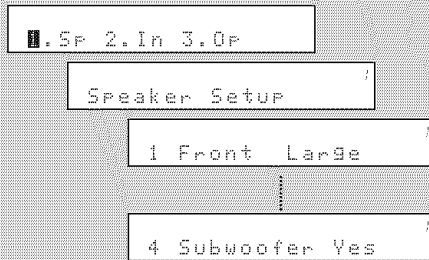 1.Sp 2.In 3.Op
Speaker Setup
1 Front Large
4 Subwoofer Yes